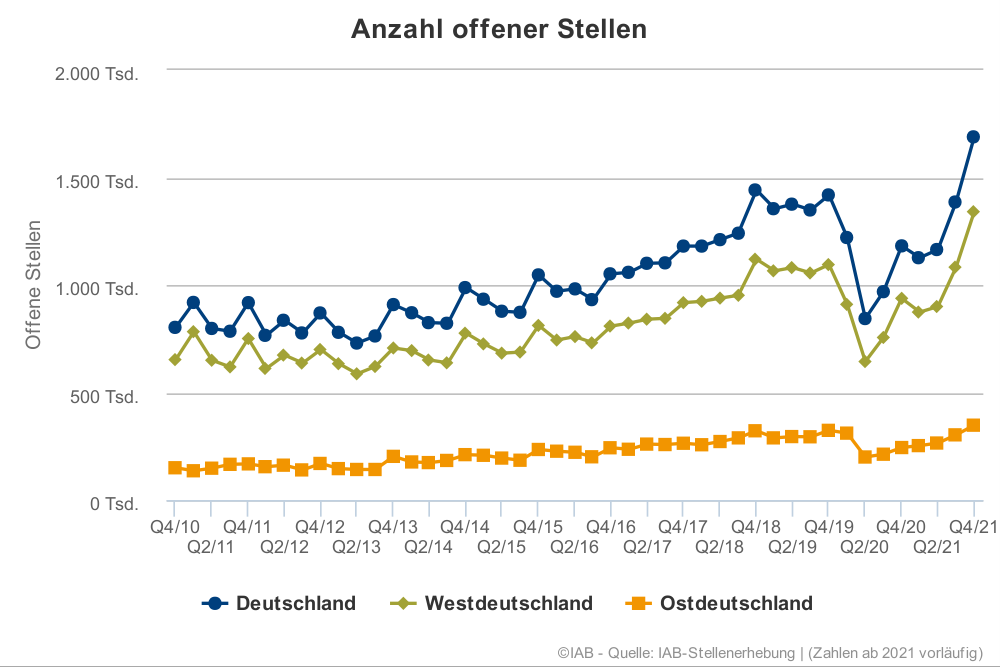 Anzahl offener Stellen
2.000 Tsd.
1.500 Tsd.
1.000 Tsd.
500 Tsd.
0 Tsd.
Offene Stellen
Q4/10 Q4/11 Q4/12 Q4/13 Q4/14 Q4/15 Q4/16 Q4/17 Q4/18 Q4/19 Q4/20 Q4/21
Q2/11 Q2/12 Q2/13 Q2/14 Q2/15 Q2/16 Q2/17 Q2/18 Q2/19 Q2/20 Q2/21
Deutschland Westdeutschland Ostdeutschland
©IAB - Quelle: IAB-Stellenerhebung | (Zahlen ab 2021 vorläufig)